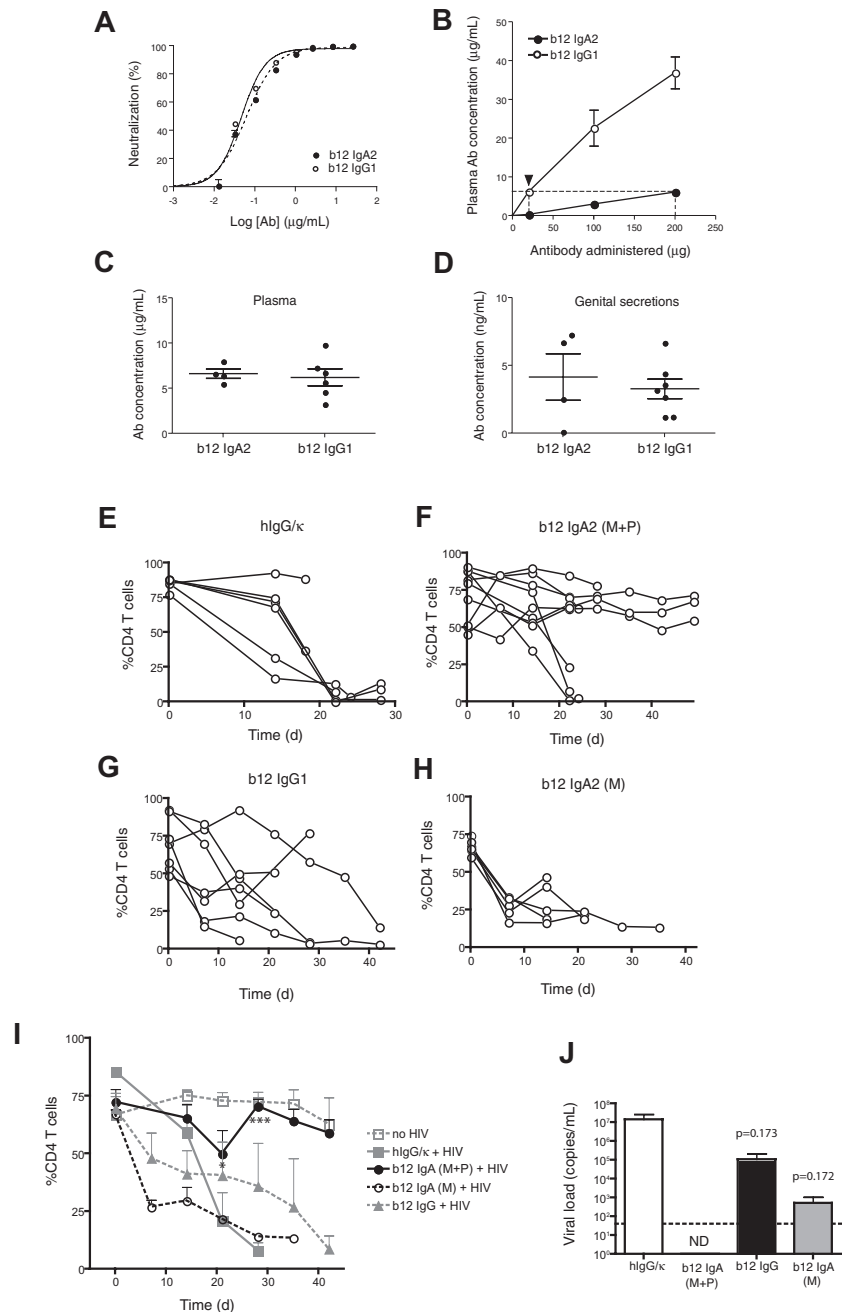 A
100
80
60
40
20
0
-3 -2 -1 0 1 2
Neutralization (%)
Log [Ab] (μg/mL)
b12 IgA2
b12 IgG1
B
b12 IgA2
b12 IgG1
60
50
40
30
20
10
0
0 50 100 150 200 250
Plasma Ab concentration (μg/mL)
Antibody administered (μg)
C
Plasma
15
10
5
0
Ab concentration (μg/mL)
b12 IgA2 b12 IgG1
D
Genital secretions
10
5
0
Ab concentration (ng/mL)
b12 IgA2 b12 IgG1
E
hIgG/κ
100
75
50
25
0
0 10 20 30
%CD4 T cells
Time (d)
F
b12 IgA2 (M+P)
100
75
50
25
0
0 10 20 30 40
%CD4 T cells
Time (d)
G
b12 IgG1
100
75
50
25
0
0 10 20 30 40
%CD4 T cells
Time (d)
H
b12 IgA2 (M)
100
75
50
25
0
0 10 20 30 40
%CD4 T cells
Time (d)
I
100
75
50
25
0
0 10 20 30 40
%CD4 T cells
Time (d)
*
***
no HIV
hIgG/κ + HIV
b12 IgA (M+P) + HIV
b12 IgA (M) + HIV
b12 IgG + HIV
J
10⁷
10⁶
10⁵
10⁴
10³
10²
10¹
10⁰
Viral load (copies/mL)
p=0.173
p=0.172
ND
hIgG/κ b12 IgA (M+P) b12 IgG b12 IgA (M)